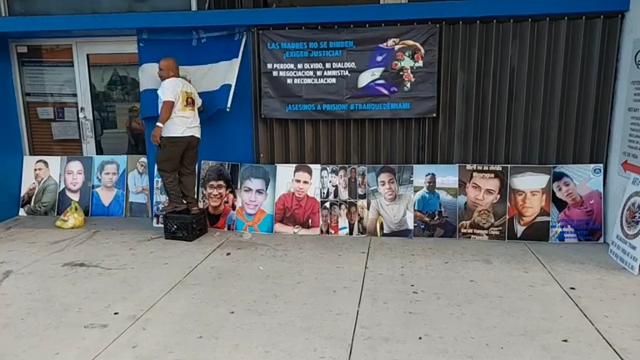 LAS MADRES NO SE RINDEN,
¡EXIGEN JUSTICIA!
NI PERDON, NI OLVIDO, NI DIALOGO,
NI NEGOCIACION, NI AMNISTIA,
NI RECONCILIACION
¡ASESINOS A PRISION! #TRANQUEDEMIAMI